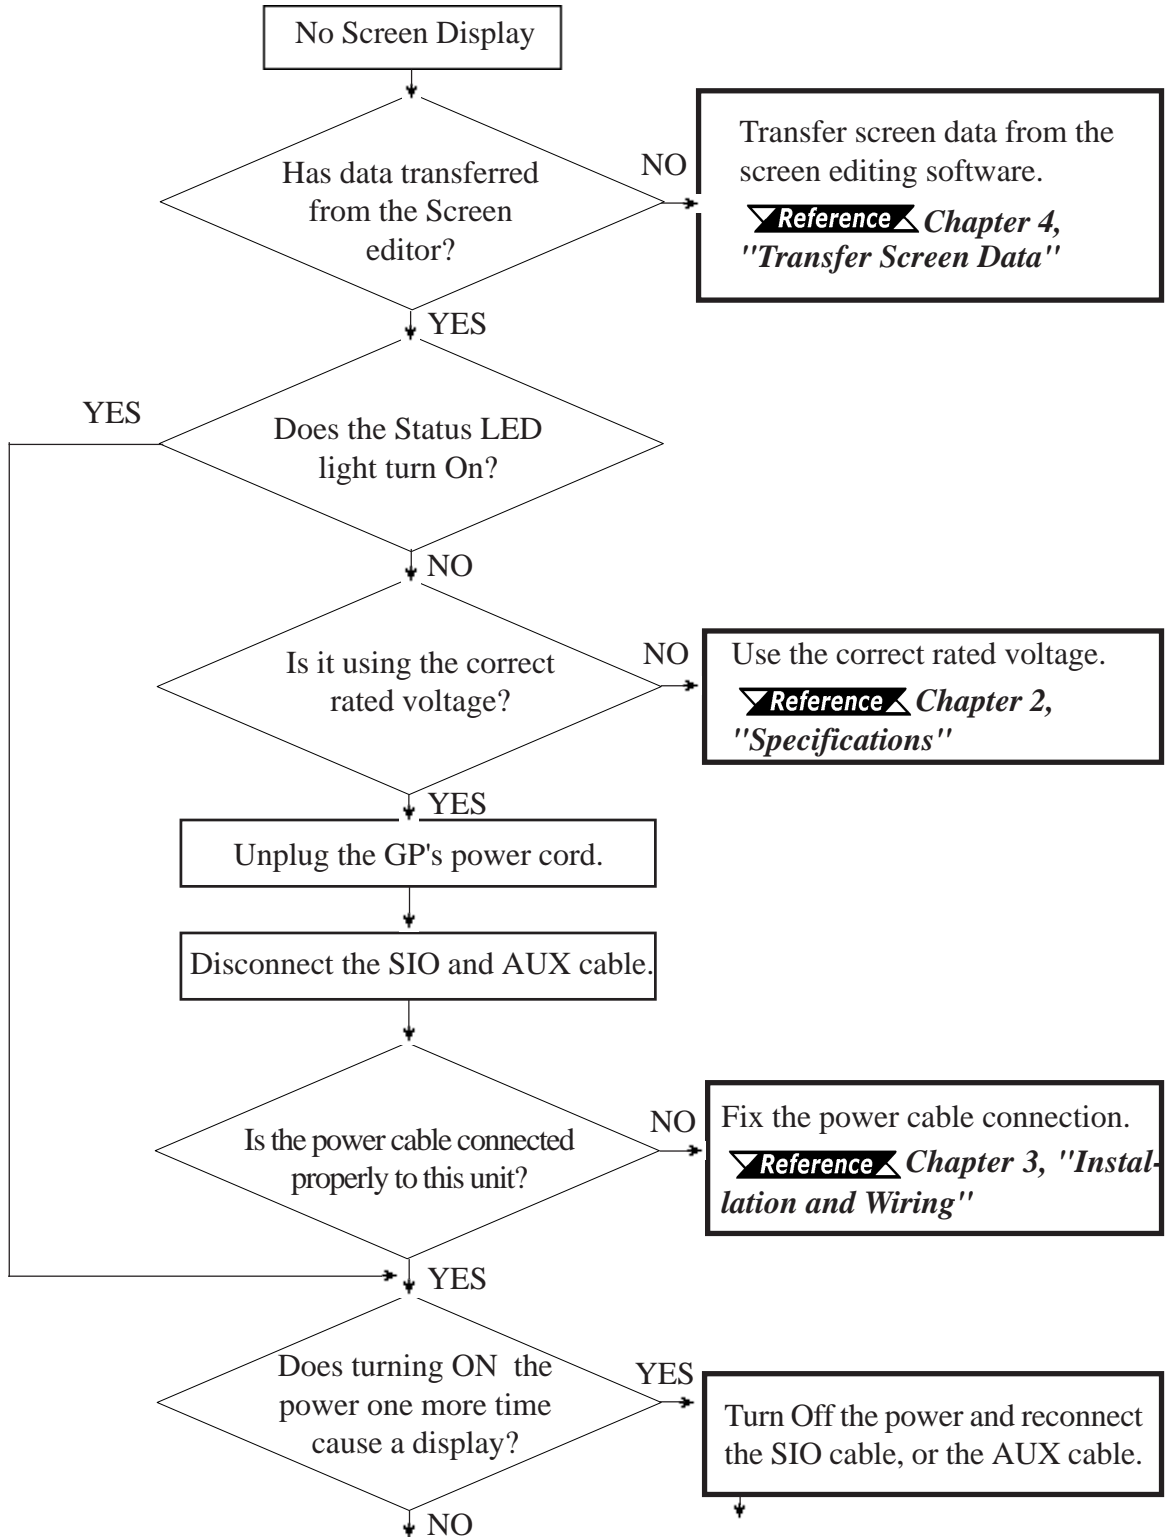 No Screen Display
Has data transferred
from the Screen
editor?
NO
Transfer screen data from the
screen editing software.
Reference Chapter 4,
"Transfer Screen Data"
YES
YES
Does the Status LED
light turn On?
NO
Is it using the correct
rated voltage?
NO
Use the correct rated voltage.
Reference Chapter 2,
"Specifications"
YES
Unplug the GP's power cord.
Disconnect the SIO and AUX cable.
Is the power cable connected
properly to this unit?
NO
Fix the power cable connection.
Reference Chapter 3, "Instal-
lation and Wiring"
YES
Does turning ON the
power one more time
cause a display?
YES
Turn Off the power and reconnect
the SIO cable, or the AUX cable.
NO